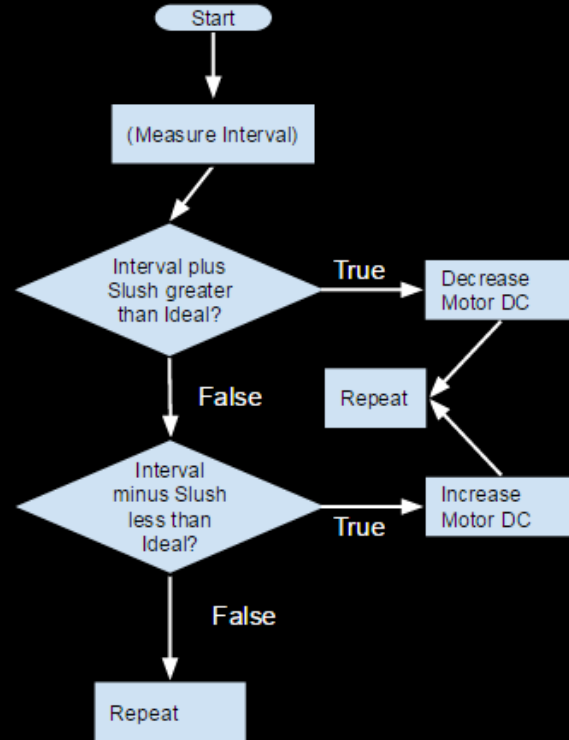 Start
(Measure Interval)
Interval plus
Slush greater
than Ideal?
True
Decrease
Motor DC
False
Repeat
Interval
minus Slush
less than
Ideal?
True
Increase
Motor DC
False
Repeat